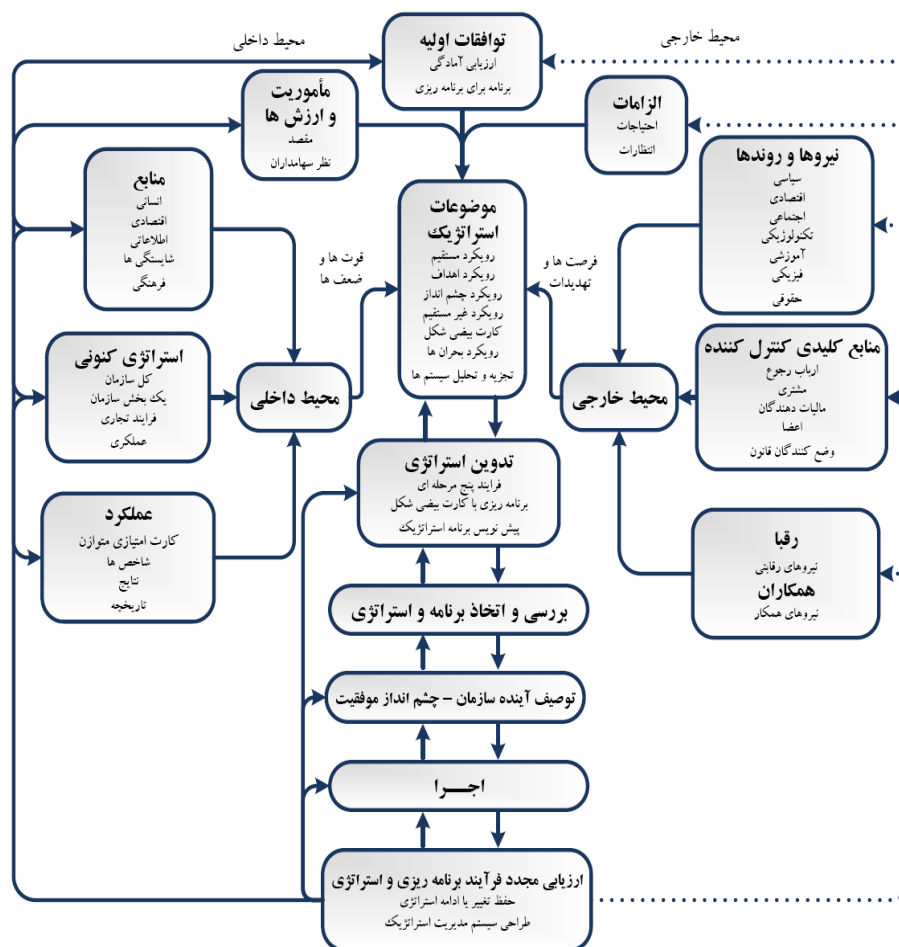 محیط خارجی
محیط داخلی
توافقات اولیه
ارزیابی آمادگی
برنامه برای برنامه ریزی
الزامات
احتیاجات
انتظارات
مأموریت
و ارزش ها
مقصد
نظر سهامداران
نیروها و روندها
سیاسی
اقتصادی
اجتماعی
تکنولوژیکی
آموزشی
فیزیکی
حقوقی
منابع
انسانی
اقتصادی
اطلاعاتی
شایستگی ها
فرهنگی
موضوعات
استراتژیك
رویکرد مستقیم
رویکرد اهداف
رویکرد چشم انداز
رویکرد غیر مستقیم
کارت بیضی شکل
رویکرد بحران ها
تجزیه و تحلیل سیستم ها
فرصت ها و
تهدیدات
قوت ها و
ضعف ها
منابع کلیدی کنترل کننده
ارباب رجوع
مشتری
مالیات دهندگان
اعضا
وضع کنندگان قانون
محیط خارجی
محیط داخلی
استراتژی کنونی
کل سازمان
یك بخش سازمان
فرایند تجاری
عملکری
تدوین استراتژی
فرایند پنج مرحله ای
برنامه ریزی با کارت بیضی شکل
پیش نویس برنامه استراتژیك
رقبا
نیروهای رقابتی
همکاران
نیروهای همکار
عملکرد
کارت امتیازی متوازن
شاخص ها
نتایج
تاریخچه
بررسی و اتخاذ برنامه و استراتژی
توصیف آینده سازمان – چشم انداز موفقیت
اجـــرا
ارزیابی مجدد فرآیند برنامه ریزی و استراتژی
حفظ تغییر یا ادامه استراتژی
طراحی سیستم مدیریت استراتژیك